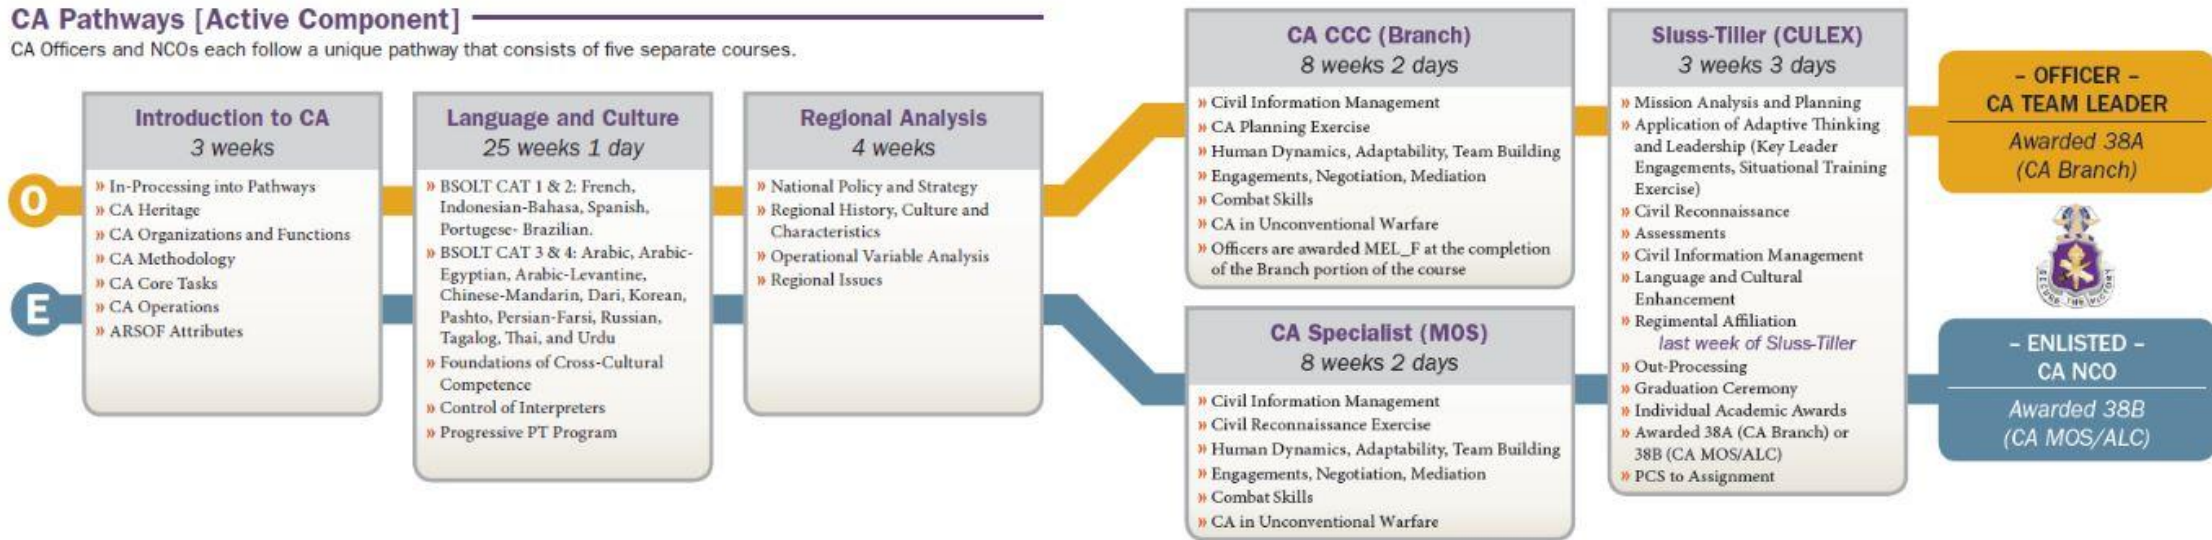 CA Pathways [Active Component]
CA Officers and NCOs each follow a unique pathway that consists of five separate courses.
O
E
Introduction to CA
3 weeks
» In-Processing into Pathways
» CA Heritage
» CA Organizations and Functions
» CA Methodology
» CA Core Tasks
» CA Operations
» ARSOF Attributes
Language and Culture
25 weeks 1 day
» BSOLT CAT 1 & 2: French,
Indonesian-Bahasa, Spanish,
Portugese- Brazilian.
» BSOLT CAT 3 & 4: Arabic, Arabic-
Egyptian, Arabic-Levantine,
Chinese-Mandarin, Dari, Korean,
Pashto, Persian-Farsi, Russian,
Tagalog, Thai, and Urdu
» Foundations of Cross-Cultural
Competence
» Control of Interpreters
» Progressive PT Program
Regional Analysis
4 weeks
» National Policy and Strategy
» Regional History, Culture and
Characteristics
» Operational Variable Analysis
» Regional Issues
CA CCC (Branch)
8 weeks 2 days
» Civil Information Management
» CA Planning Exercise
» Human Dynamics, Adaptability, Team Building
» Engagements, Negotiation, Mediation
» Combat Skills
» CA in Unconventional Warfare
» Officers are awarded MEL_F at the completion
of the Branch portion of the course
CA Specialist (MOS)
8 weeks 2 days
» Civil Information Management
» Civil Reconnaissance Exercise
» Human Dynamics, Adaptability, Team Building
» Engagements, Negotiation, Mediation
» Combat Skills
» CA in Unconventional Warfare
Sluss-Tiller (CULEX)
3 weeks 3 days
» Mission Analysis and Planning
» Application of Adaptive Thinking
and Leadership (Key Leader
Engagements, Situational Training
Exercise)
» Civil Reconnaissance
» Assessments
» Civil Information Management
» Language and Cultural
Enhancement
» Regimental Affiliation
last week of Sluss-Tiller
» Out-Processing
» Graduation Ceremony
» Individual Academic Awards
» Awarded 38A (CA Branch) or
38B (CA MOS/ALC)
» PCS to Assignment
– OFFICER –
CA TEAM LEADER
Awarded 38A
(CA Branch)
SECURE THE VICTORY
– ENLISTED –
CA NCO
Awarded 38B
(CA MOS/ALC)